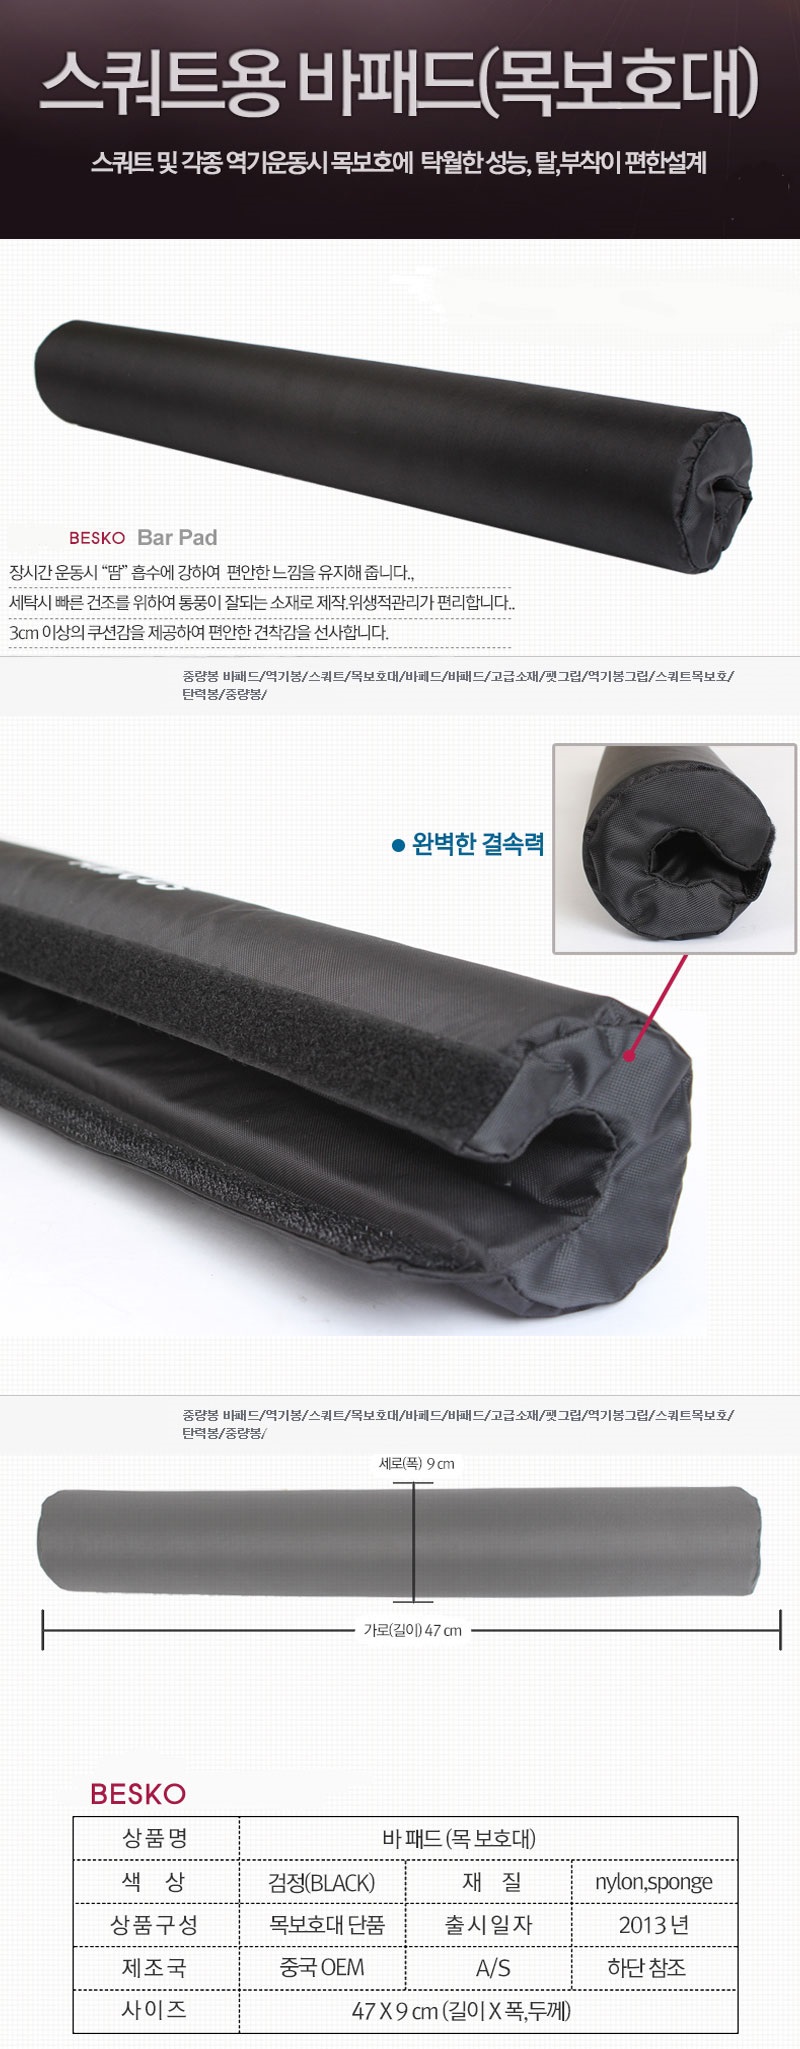 스쿼트용 바패드(목보호대)
스쿼트 및 각종 역기운동시 목보호에 탁월한 성능, 탈,부착이 편한설계
BESKO Bar Pad
장시간 운동시 “땀” 흡수에 강하여 편안한 느낌을 유지해 줍니다.,
세탁시 빠른 건조를 위하여 통풍이 잘되는 소재로 제작.위생적관리가 편리합니다..
3cm 이상의 쿠션감을 제공하여 편안한 견착감을 선사합니다.
중량봉 바패드/역기봉/스쿼트/목보호대/바페드/바패드/고급소재/팻그립/역기봉그립/스쿼트목보호/
탄력봉/중량봉/
● 완벽한 결속력
중량봉 바패드/역기봉/스쿼트/목보호대/바페드/바패드/고급소재/팻그립/역기봉그립/스쿼트목보호/
탄력봉/중량봉/
세로(폭) 9 cm
가로(길이) 47 cm
BESKO
상품명 바 패드 (목 보호대)
색 상 검정(BLACK) 재 질 nylon,sponge
상품구성 목보호대 단품 출시일자 2013 년
제조국 중국 OEM A/S 하단 참조
사이즈 47 X 9 cm (길이 X 폭,두께)